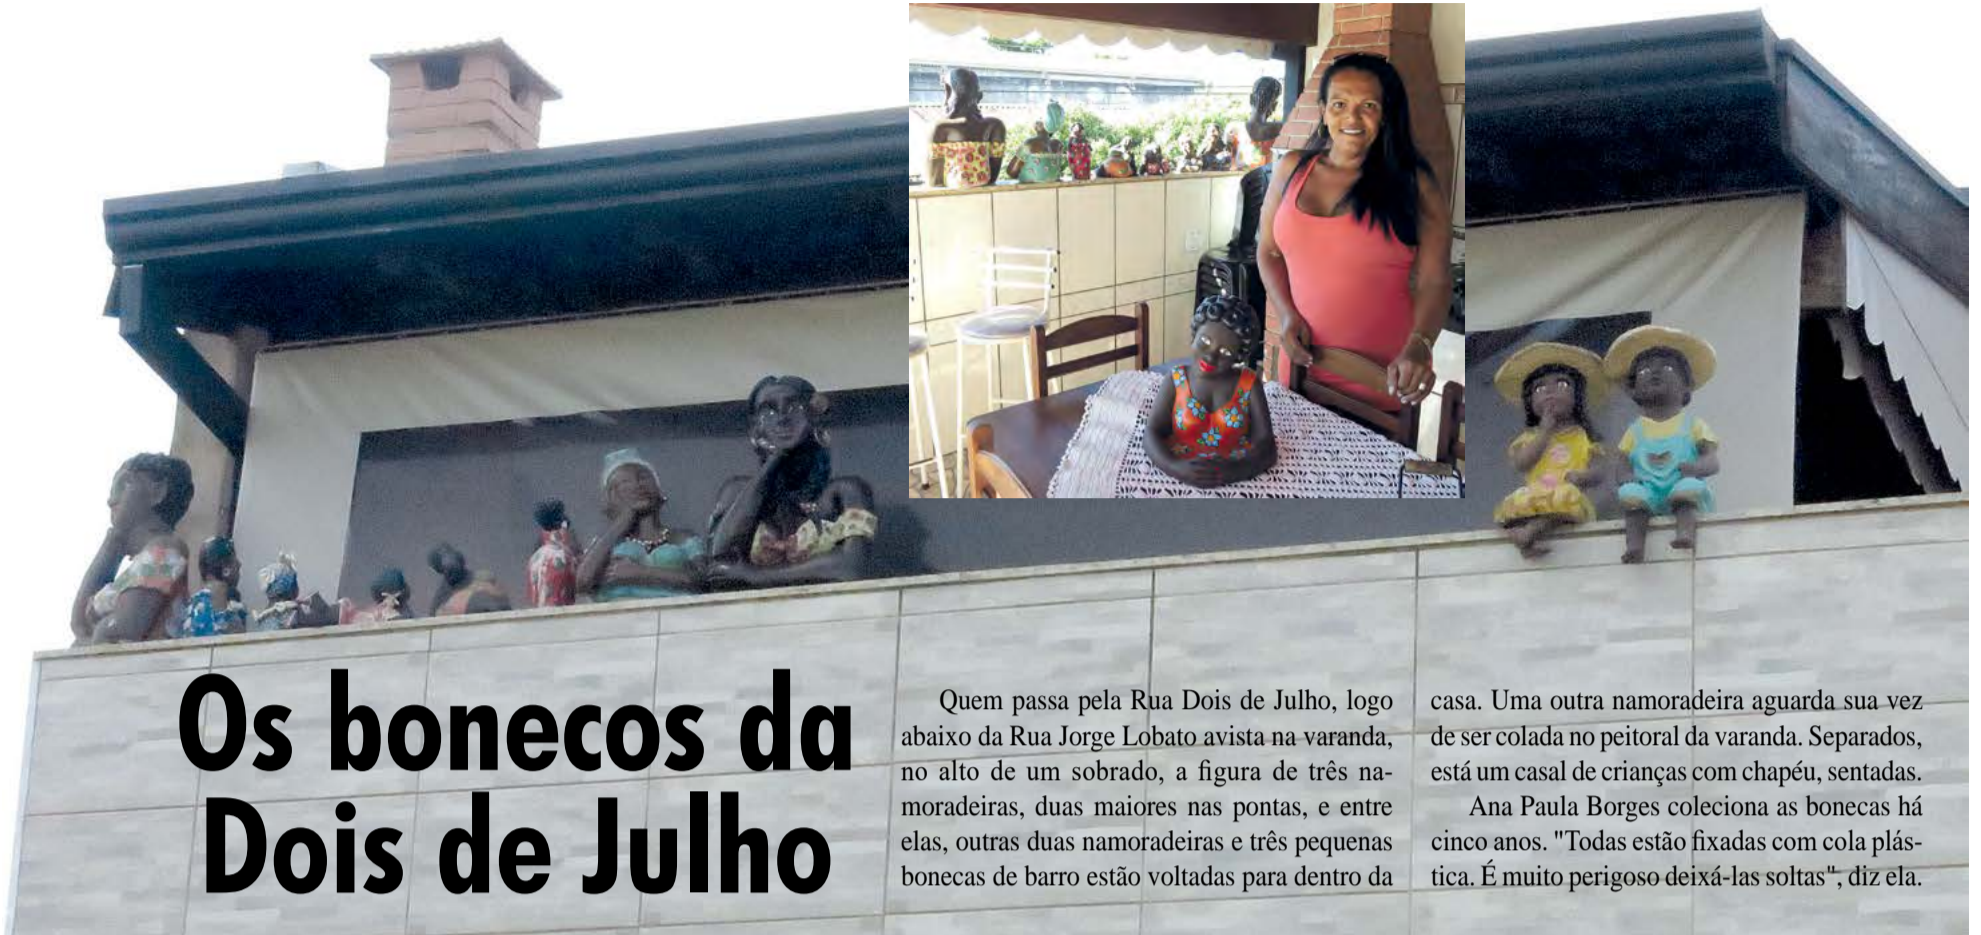 Os bonecos da
Dois de Julho
Quem passa pela Rua Dois de Julho, logo
abaixo da Rua Jorge Lobato avista na varanda,
no alto de um sobrado, a figura de três na-
moradeiras, duas maiores nas pontas, e entre
elas, outras duas namoradeiras e três pequenas
bonecas de barro estão voltadas para dentro da
casa. Uma outra namoradeira aguarda sua vez
de ser colada no peitoral da varanda. Separados,
está um casal de crianças com chapéu, sentadas.
Ana Paula Borges coleciona as bonecas há
cinco anos. "Todas estão fixadas com cola plás-
tica. É muito perigoso deixá-las soltas", diz ela.